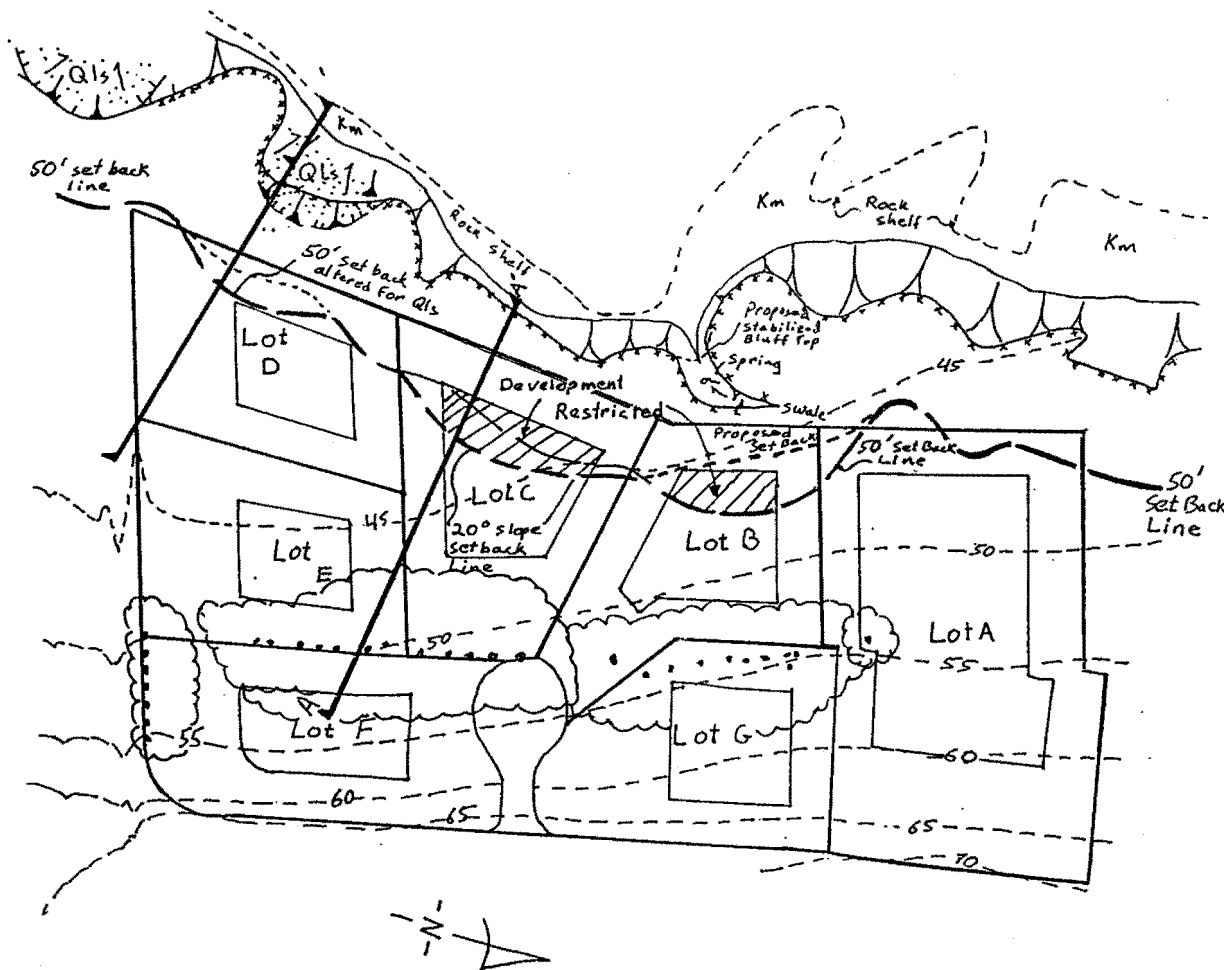 Qls 1
Km
Qls 1
50' set back
line
Rock shelf
50' set back
altered for Qls
Km
Rock
shelf
Km
Proposed
Stabilized
Bluff Top
Spring
45
Swale
A
Lot
D
Development
Restricted
Proposed
Set Back
50' Set Back
Line
50'
Set Back
Line
Lot C
20° slope
setback
Line
45
Lot B
50
Lot
E
50
Lot A
55
A
Lot F
55
Lot G
60
60
65
65
70
N